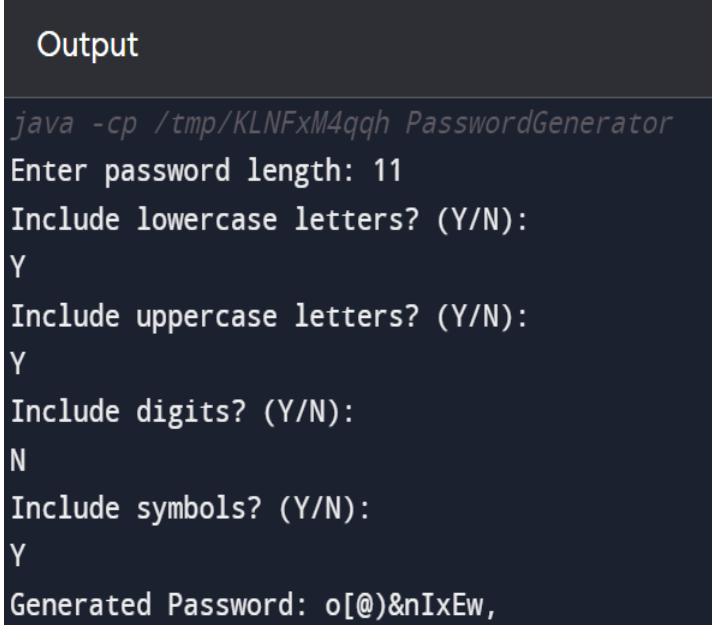 Output
java -cp /tmp/KLNFxM4qqh PasswordGenerator
Enter password length: 11
Include lowercase letters? (Y/N):
Y
Include uppercase letters? (Y/N):
Y
Include digits? (Y/N):
N
Include symbols? (Y/N):
Y
Generated Password: o[@)&nIxEw,